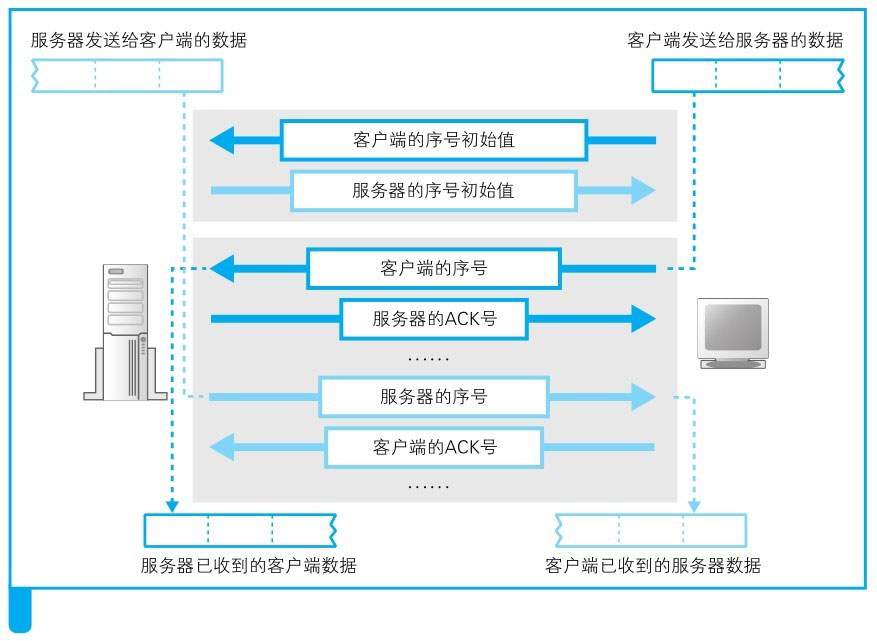 服务器发送给客户端的数据
客户端发送给服务器的数据
客户端的序号初始值
服务器的序号初始值
客户端的序号
服务器的ACK号
……
服务器的序号
客户端的ACK号
……
服务器已收到的客户端数据
客户端已收到的服务器数据